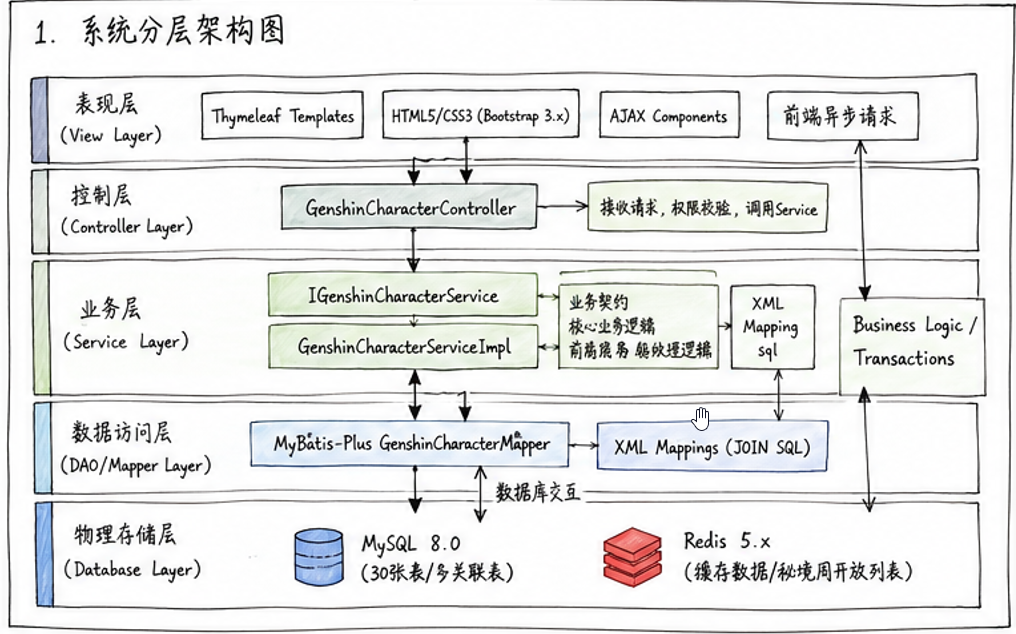 1. 系统分层架构图
表现层
(View Layer)
Thymeleaf Templates
HTML5/CSS3 (Bootstrap 3.x)
AJAX Components
前端异步请求
控制层
(Controller Layer)
GenshinCharacterController
接收请求，权限校验，调用Service
业务层
(Service Layer)
IGenshinCharacterService
GenshinCharacterServiceImpl
业务契约
核心业务逻辑
逻辑
XML
Mapping
sql
Business Logic /
Transactions
数据访问层
(DAO/Mapper Layer)
MyBatis-Plus GenshinCharacterMapper
XML Mappings (JOIN SQL)
数据库交互
物理存储层
(Database Layer)
MySQL 8.0
(30张表/多关联表)
Redis 5.x
(缓存数据/秘境周开放列表)